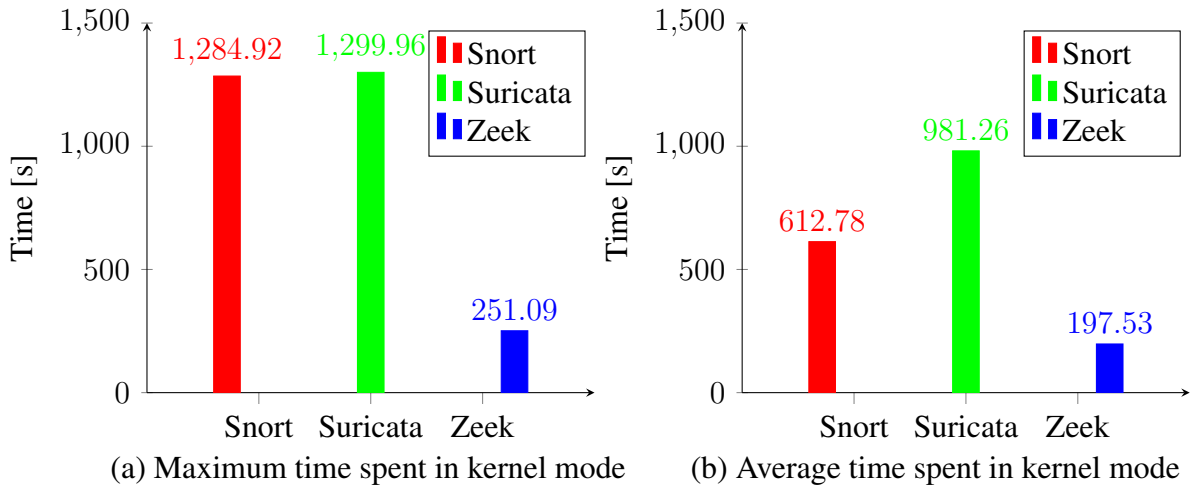 1,500
1,000
500
0
Time [s]
1,284.92
1,299.96
251.09
Snort
Suricata
Zeek
Snort Suricata Zeek
(a) Maximum time spent in kernel mode
1,500
1,000
500
0
Time [s]
612.78
981.26
197.53
Snort
Suricata
Zeek
Snort Suricata Zeek
(b) Average time spent in kernel mode